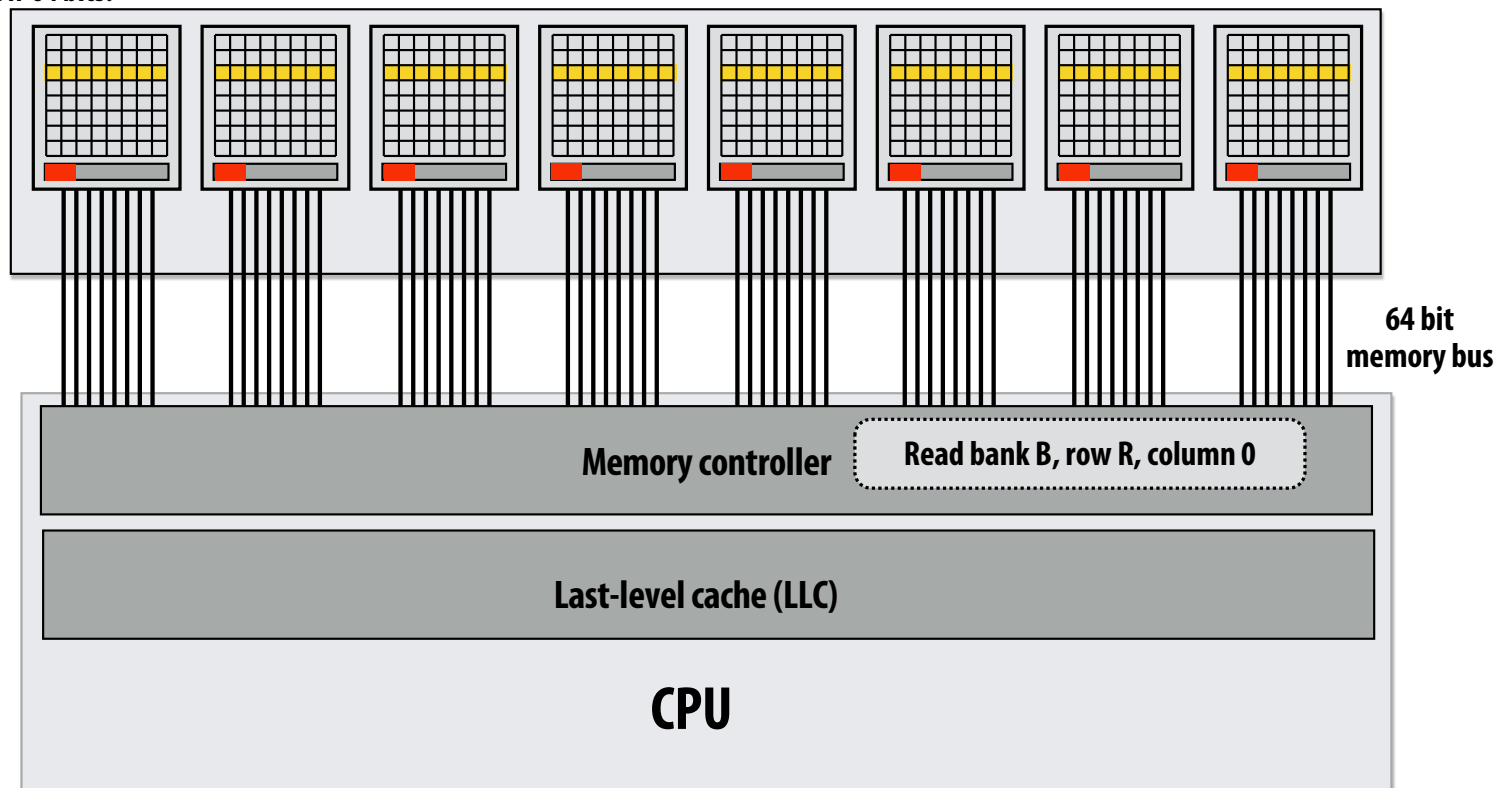 64 bit
memory bus
Memory controller
Read bank B, row R, column 0
Last-level cache (LLC)
CPU